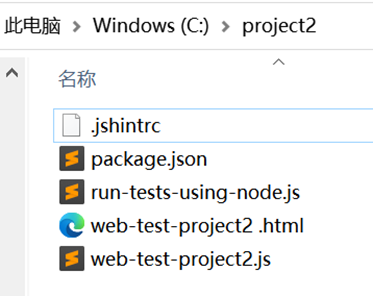 此电脑 > Windows (C:) > project2
名称
.jshintrc
package.json
run-tests-using-node.js
web-test-project2 .html
web-test-project2.js